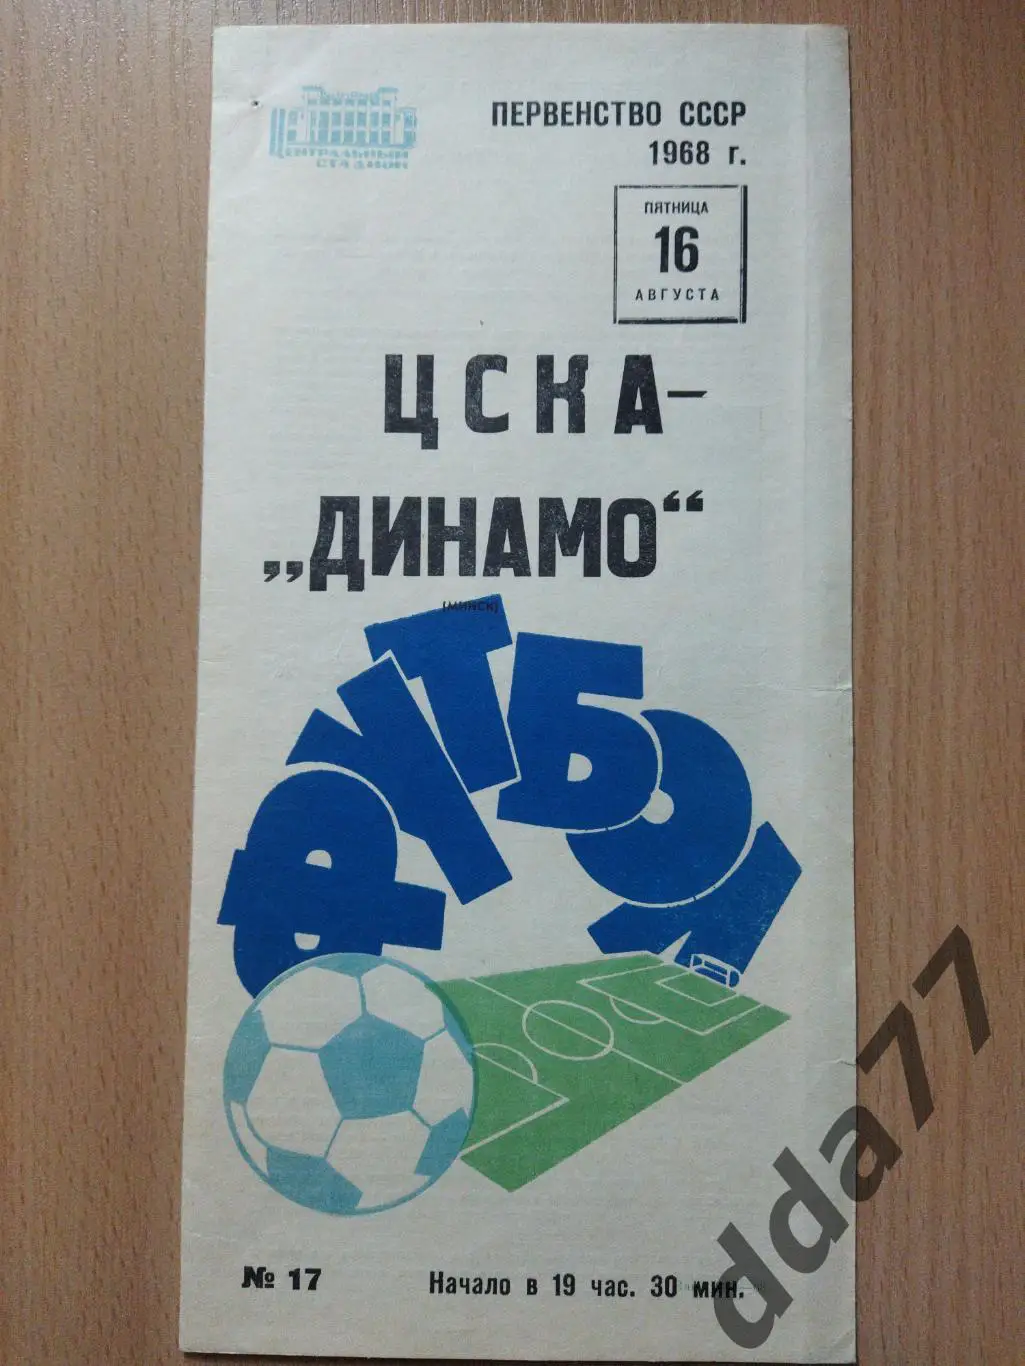 ЦЕНТРАЛЬНЫЙ
СТАДИОН
ПЕРВЕНСТВО СССР
1968 г.
ПЯТНИЦА
16
АВГУСТА
ЦСКА–
„ДИНАМО“
(МИНСК)
ФУТБОЛ
№ 17
Начало в 19 час. 30 мин.
dda77